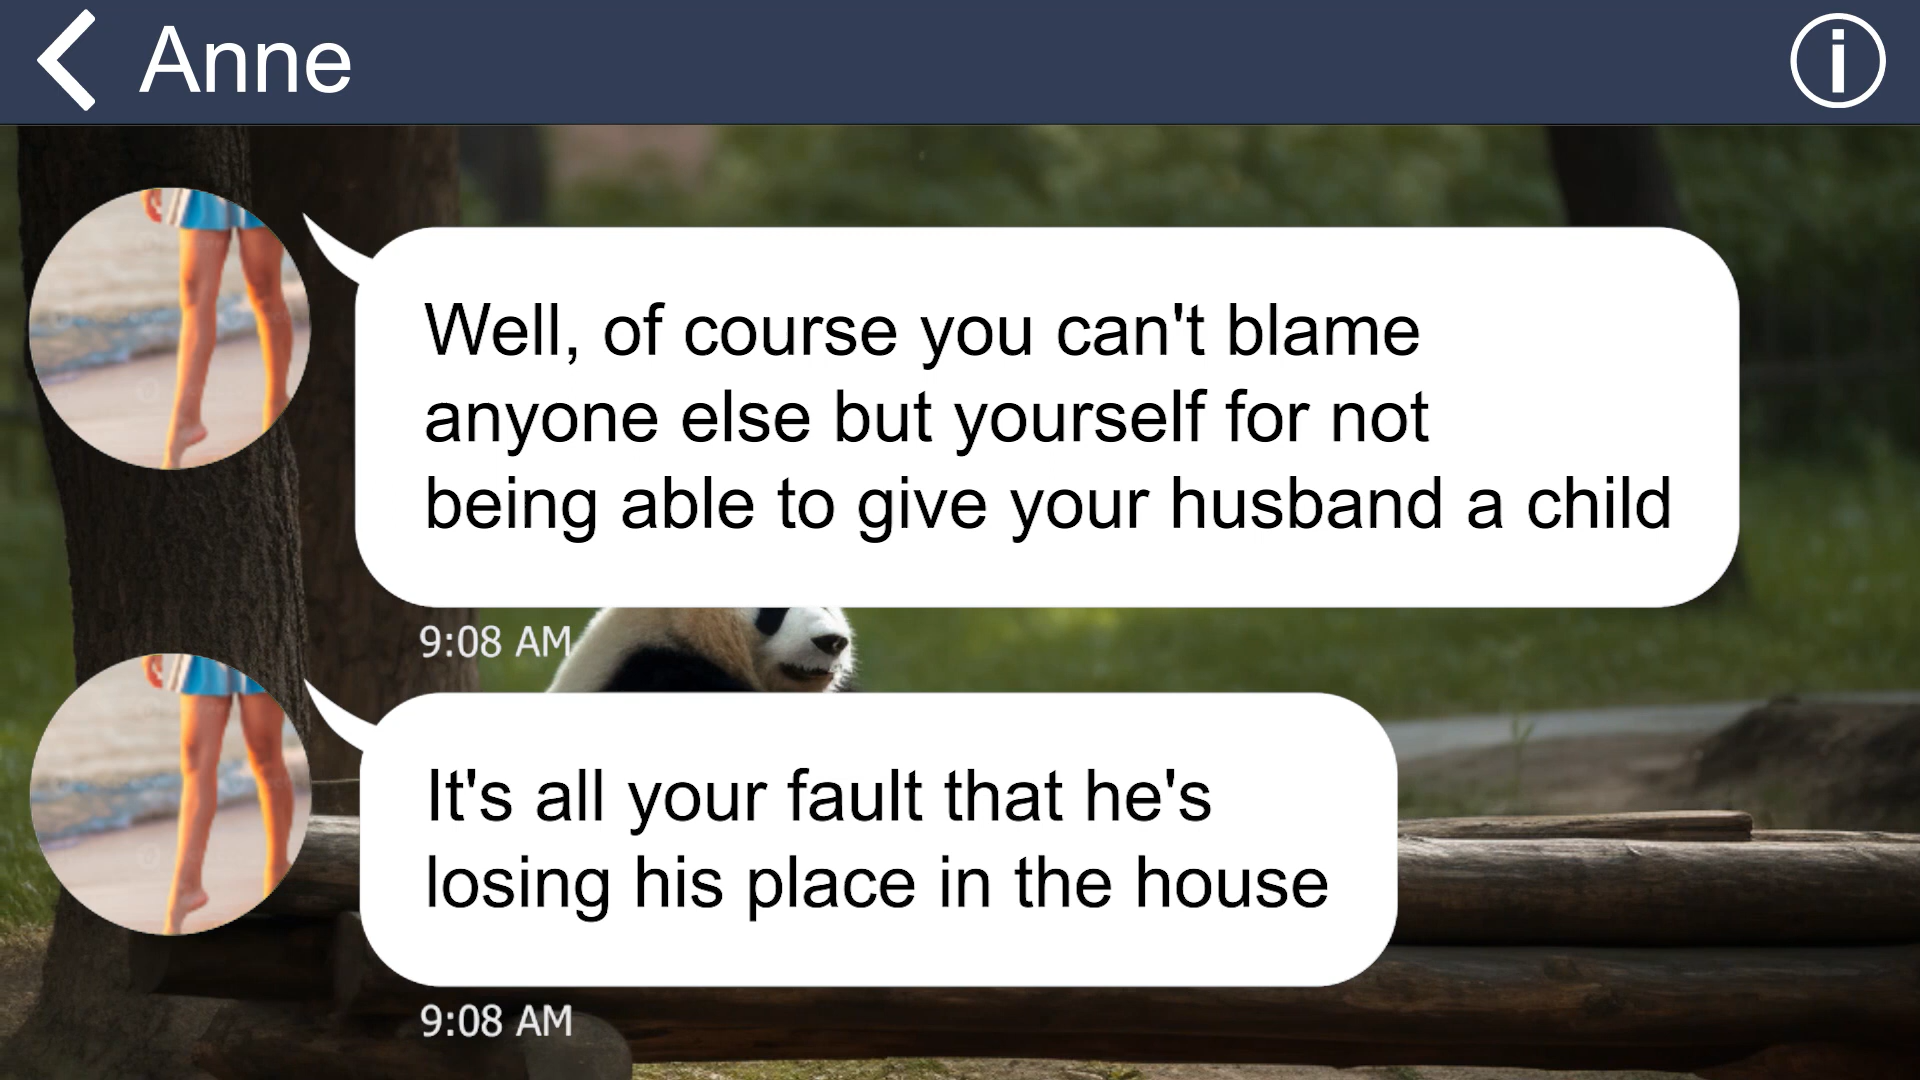 Anne
Well, of course you can't blame
anyone else but yourself for not
being able to give your husband a child
9:08 AM
It's all your fault that he's
losing his place in the house
9:08 AM